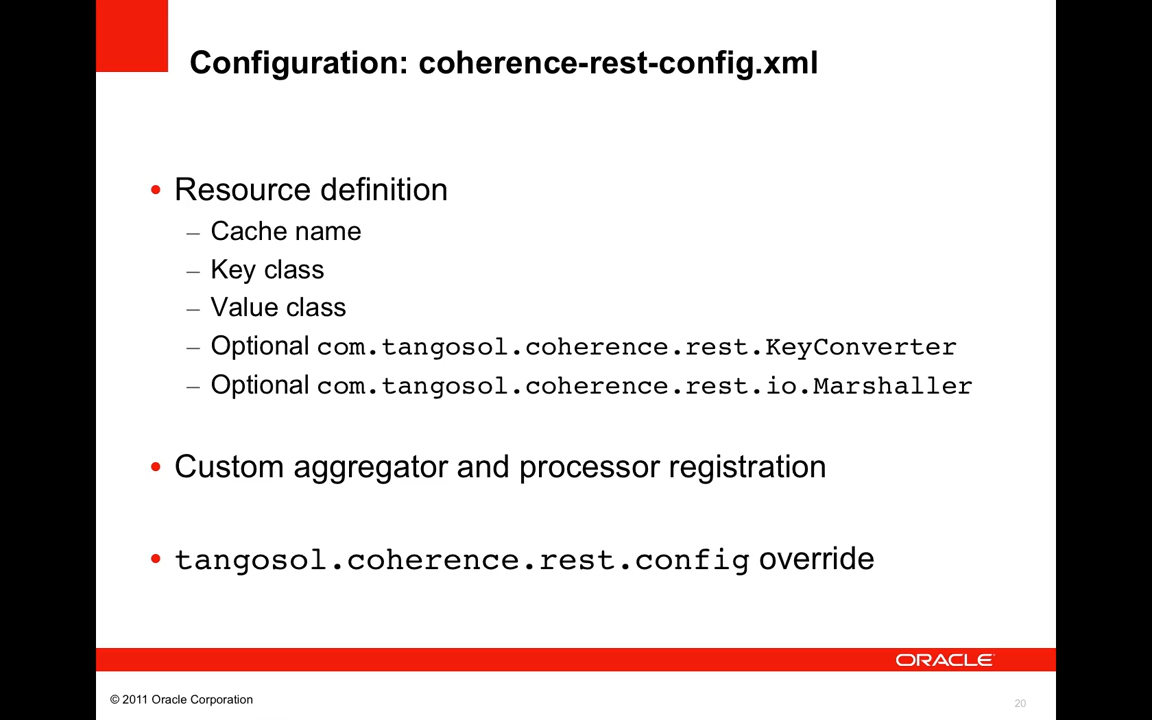 Configuration: coherence-rest-config.xml
• Resource definition
– Cache name
– Key class
– Value class
– Optional com.tangosol.coherence.rest.KeyConverter
– Optional com.tangosol.coherence.rest.io.Marshaller
• Custom aggregator and processor registration
• tangosol.coherence.rest.config override
ORACLE
© 2011 Oracle Corporation
20